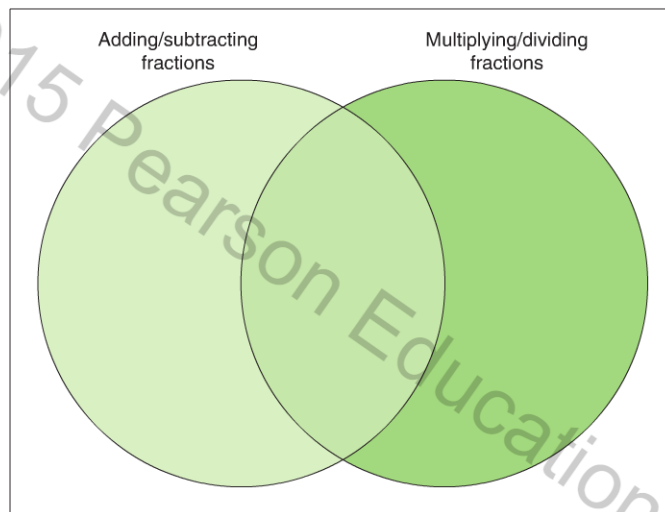 Adding/subtracting
fractions
Multiplying/dividing
fractions
15 Pearson Education